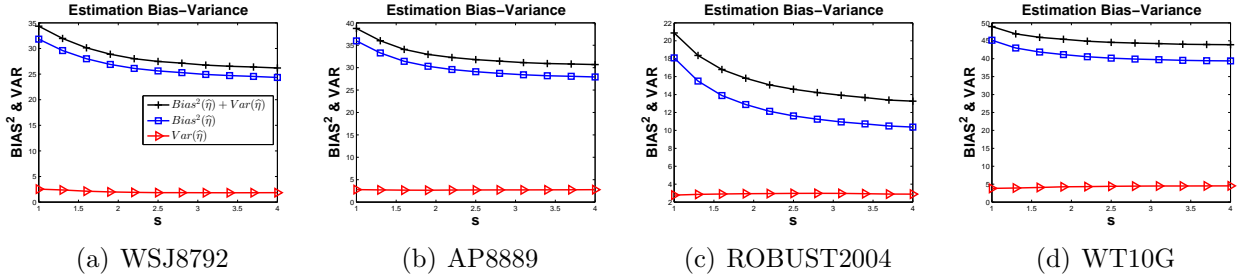 Estimation Bias−Variance
35
30
25
20
15
10
5
0
BIAS² & VAR
Bias²(η̂) + Var(η̂)
Bias²(η̂)
Var(η̂)
1 1.5 2 2.5 3 3.5 4
s
(a) WSJ8792
Estimation Bias−Variance
40
35
30
25
20
15
10
5
0
BIAS² & VAR
1 1.5 2 2.5 3 3.5 4
s
(b) AP8889
Estimation Bias−Variance
22
20
18
16
14
12
10
8
6
4
2
BIAS² & VAR
1 1.5 2 2.5 3 3.5 4
s
(c) ROBUST2004
Estimation Bias−Variance
50
45
40
35
30
25
20
15
10
5
0
BIAS² & VAR
1 1.5 2 2.5 3 3.5 4
s
(d) WT10G